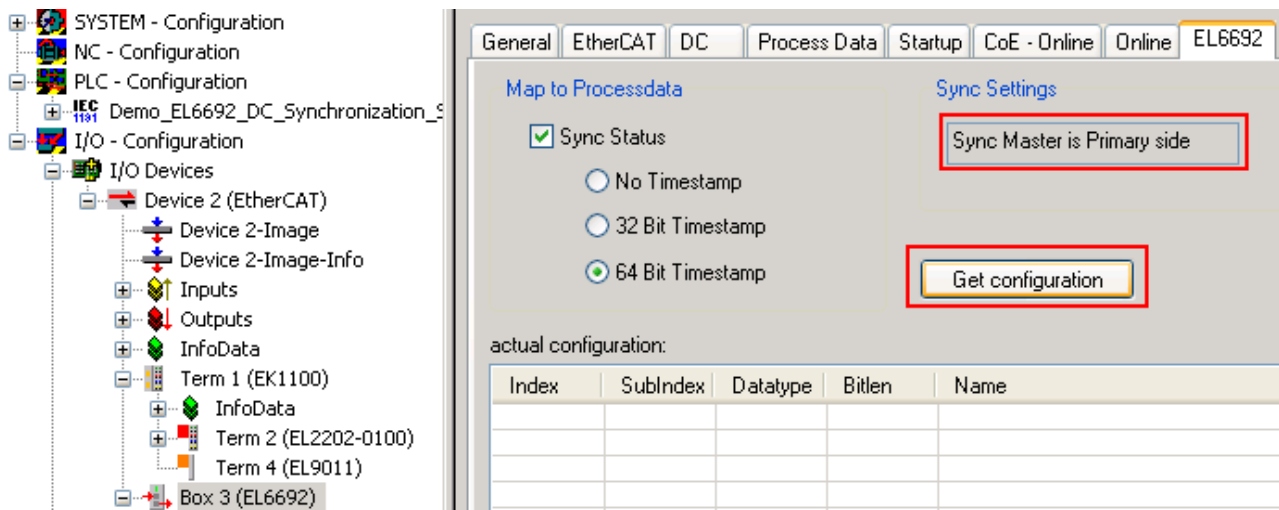 SYSTEM - Configuration
NC - Configuration
PLC - Configuration
IEC 1131 Demo_EL6692_DC_Synchronization_S
I/O - Configuration
I/O Devices
Device 2 (EtherCAT)
Device 2-Image
Device 2-Image-Info
Inputs
Outputs
InfoData
Term 1 (EK1100)
InfoData
Term 2 (EL2202-0100)
Term 4 (EL9011)
Box 3 (EL6692)
General EtherCAT DC Process Data Startup CoE - Online Online EL6692
Map to Processdata
Sync Status
No Timestamp
32 Bit Timestamp
64 Bit Timestamp
Sync Settings
Sync Master is Primary side
Get configuration
actual configuration:
Index SubIndex Datatype Bitlen Name